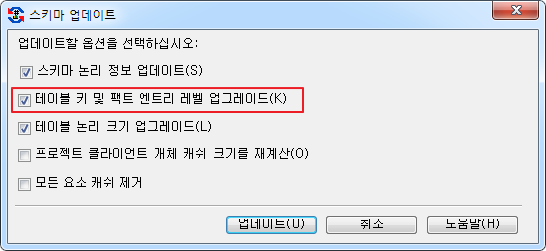 스키마 업데이트
업데이트할 옵션을 선택하십시오:
스키마 논리 정보 업데이트(S)
테이블 키 및 팩트 엔트리 레벨 업그레이드(K)
테이블 논리 크기 업그레이드(L)
프로젝트 클라이언트 개체 캐쉬 크기를 재계산(O)
모든 요소 캐쉬 제거
업데이트(U) 취소 도움말(H)